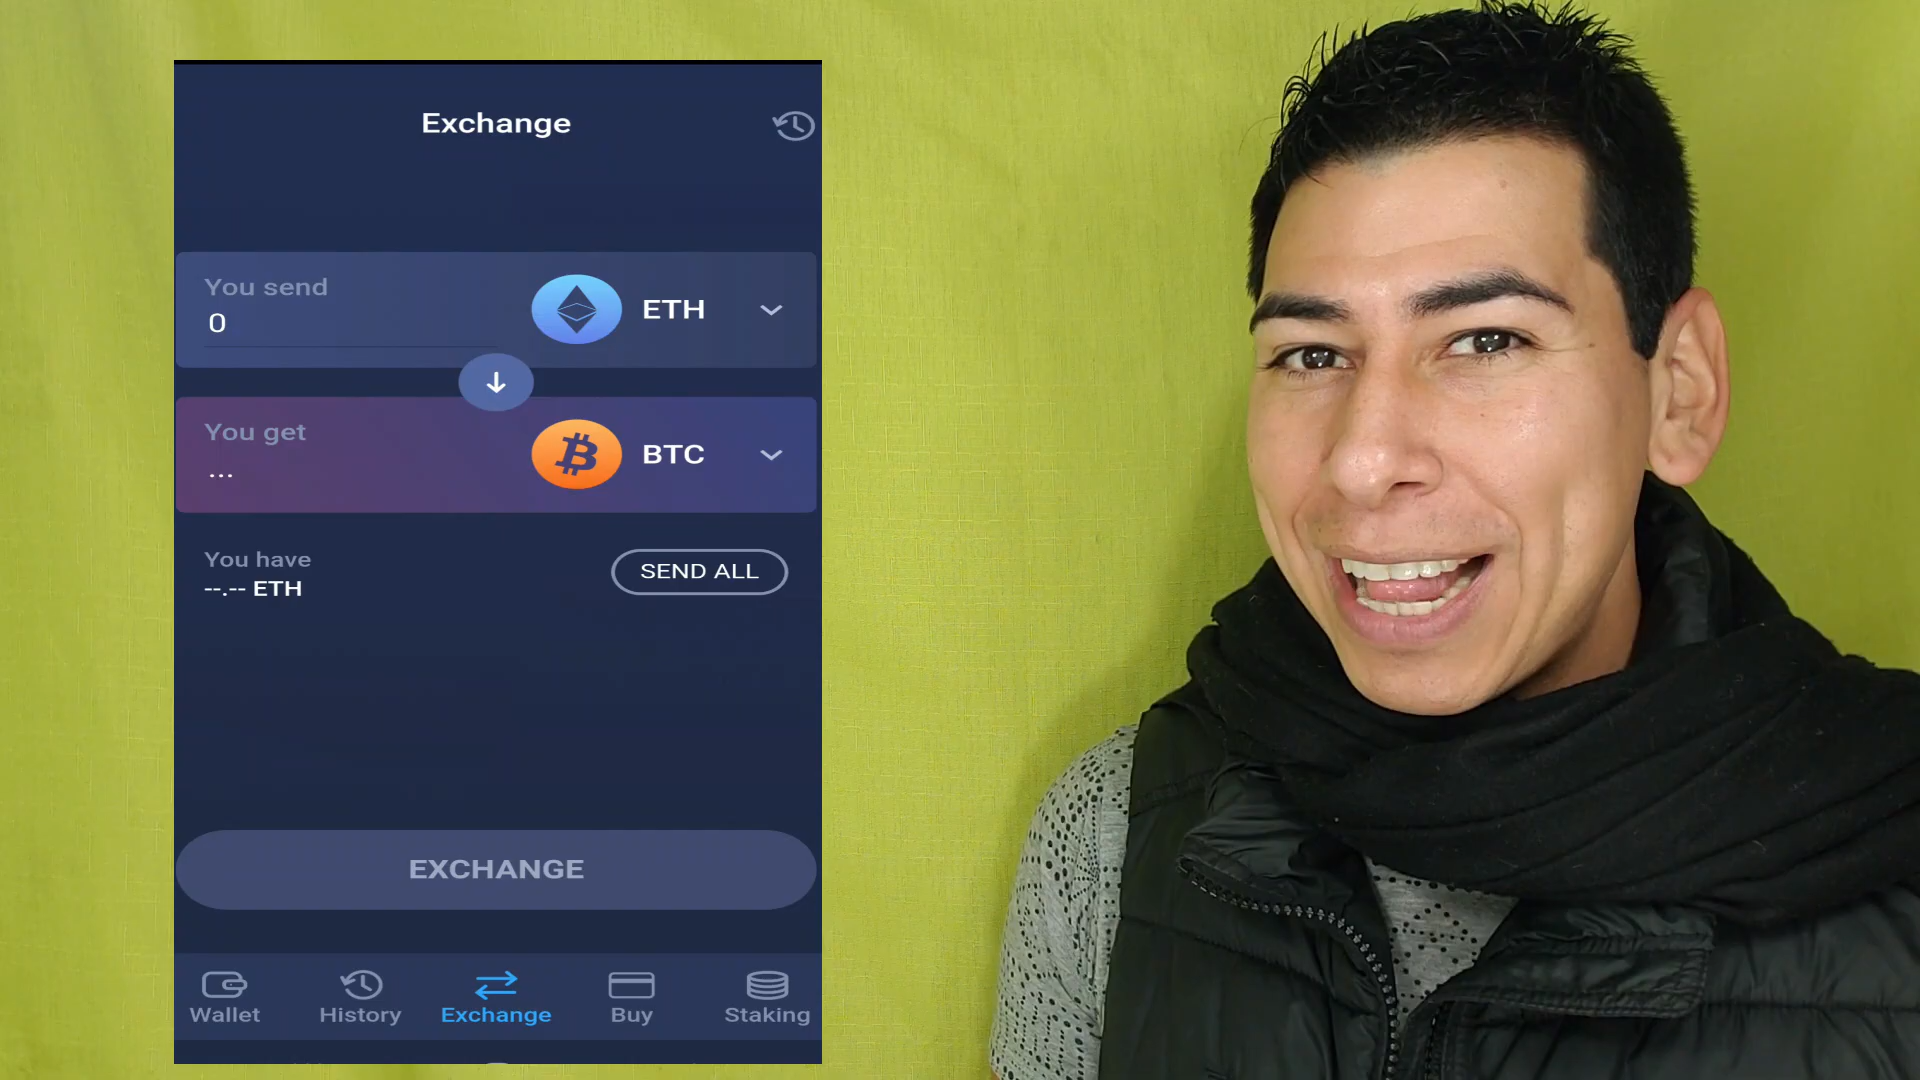 Exchange
You send
0
ETH
You get
...
BTC
You have
--.-- ETH
SEND ALL
EXCHANGE
Wallet
History
Exchange
Buy
Staking